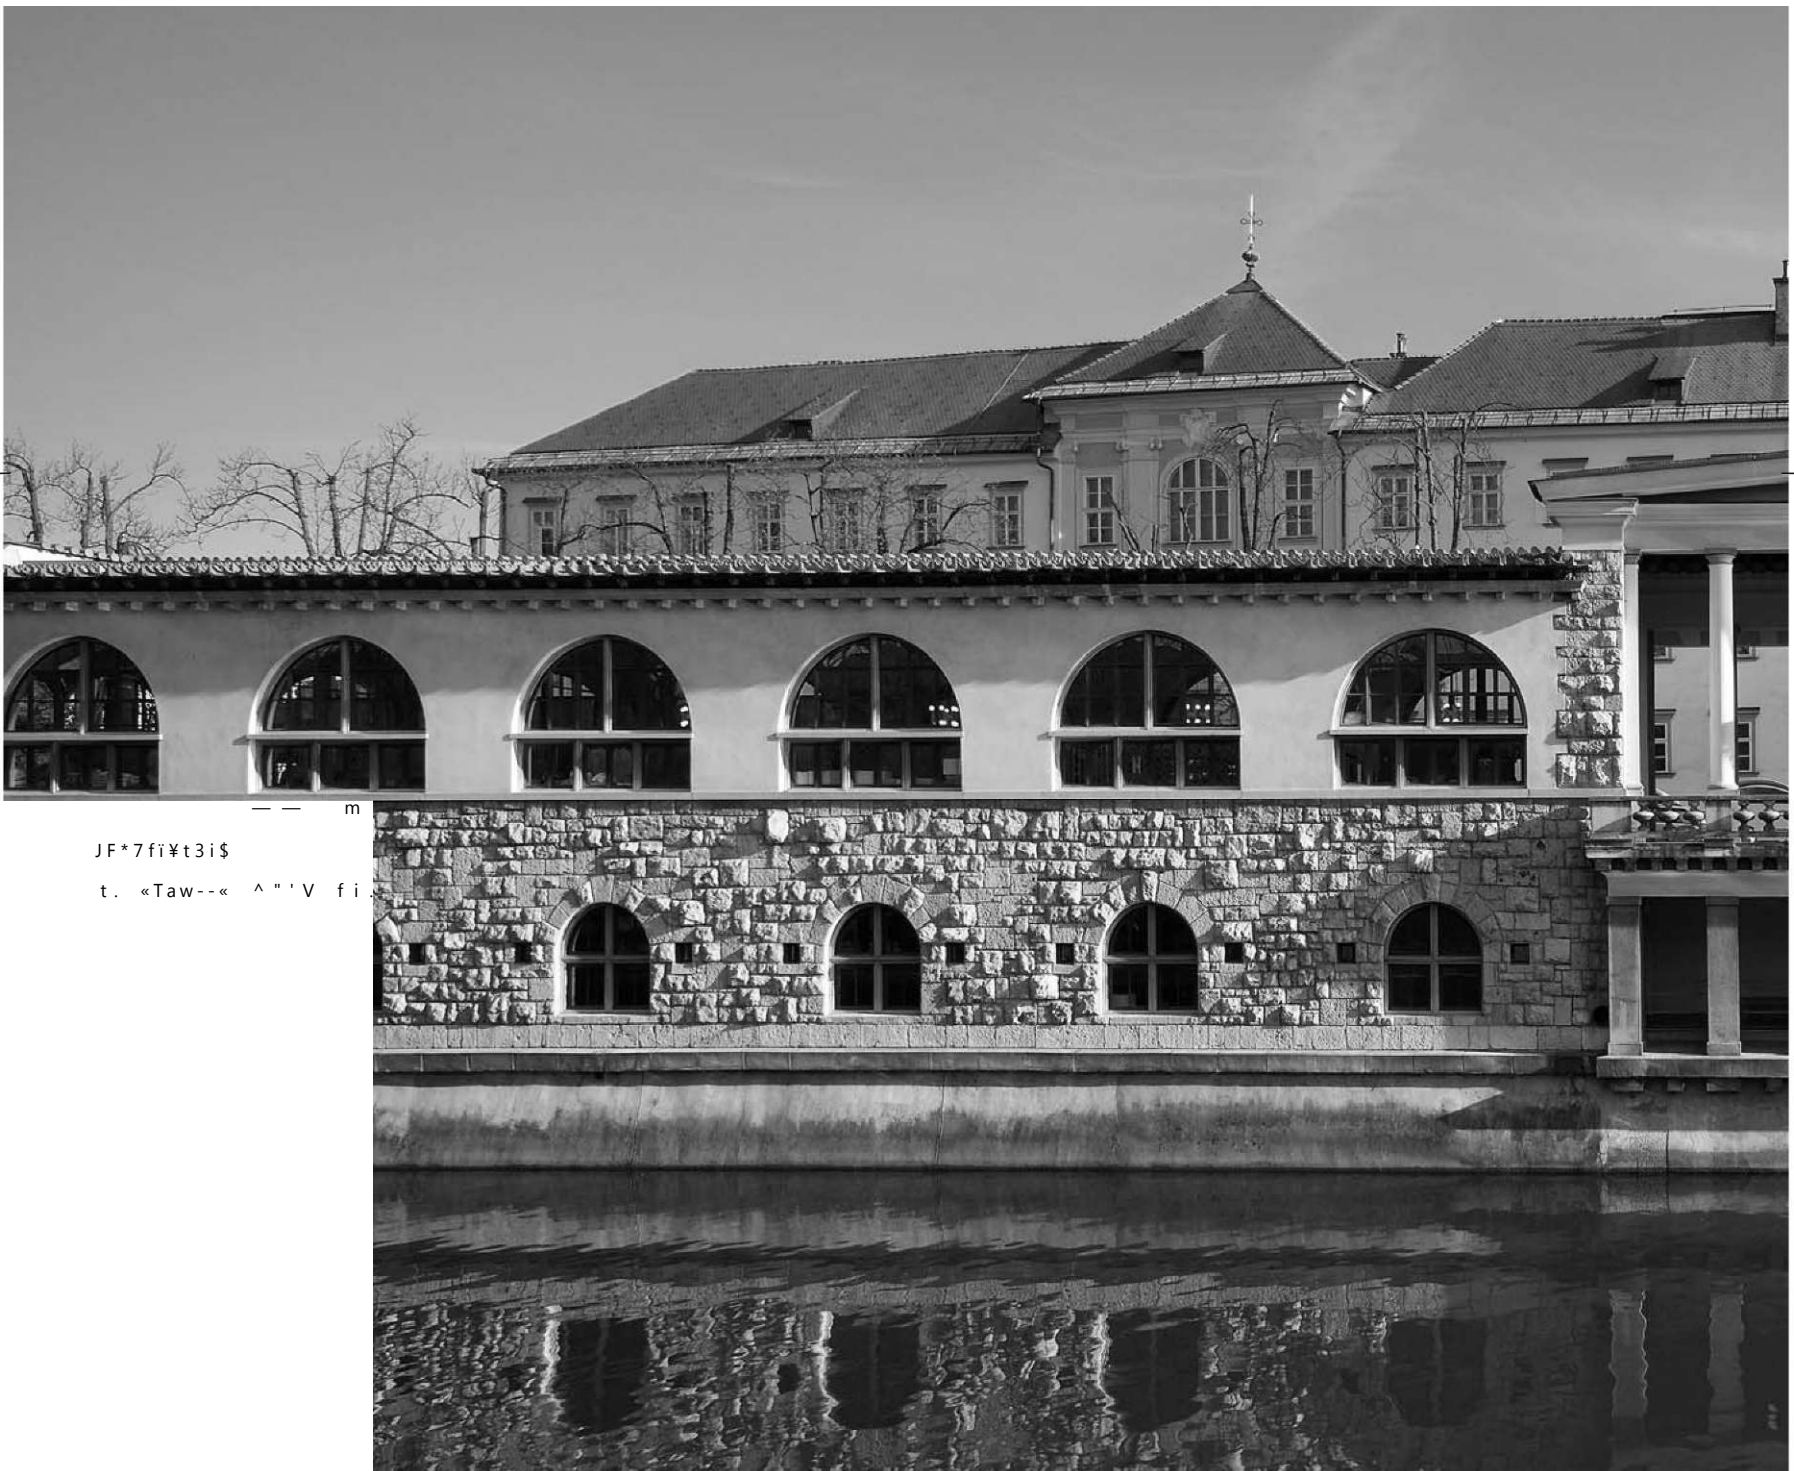 — — m
JF*7fï¥t3i$
t. «Taw--« ^"'V fi.